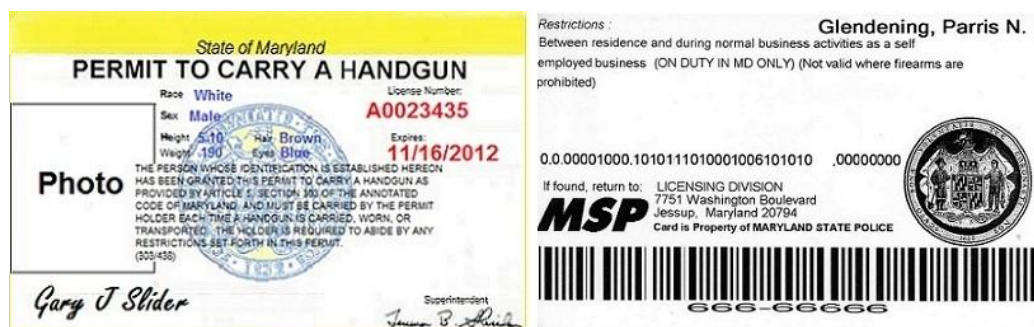 State of Maryland
PERMIT TO CARRY A HANDGUN
Race White
License Number:
A0023435
Sex Male
Height 5.10 Hair Brown
Expires:
Weight 190 Eyes Blue
11/16/2012
Photo
THE PERSON WHOSE IDENTIFICATION IS ESTABLISHED HEREON
HAS BEEN GRANTED THIS PERMIT TO CARRY A HANDGUN AS
PROVIDED BY ARTICLE 5, SECTION 303 OF THE ANNOTATED
CODE OF MARYLAND, AND MUST BE CARRIED BY THE PERMIT
HOLDER EACH TIME A HANDGUN IS CARRIED, WORN, OR
TRANSPORTED. THE HOLDER IS REQUIRED TO ABIDE BY ANY
RESTRICTIONS SET FORTH IN THIS PERMIT.
(303/438)
Gary J Slider
Superintendent
Restrictions :
Glendening, Parris N.
Between residence and during normal business activities as a self
employed business (ON DUTY IN MD ONLY) (Not valid where firearms are
prohibited)
0.0.00001000.1010111010001006101010 .00000000
If found, return to: LICENSING DIVISION
7751 Washington Boulevard
Jessup, Maryland 20794
MSP
Card is Property of MARYLAND STATE POLICE
666-66666